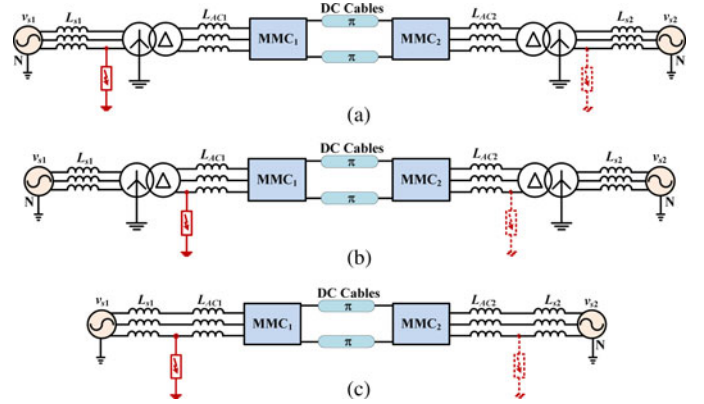 vs1 Ls1 LAC1 DC Cables LAC2 Ls2 vs2
MMC1 π MMC2
N π N
(a)
vs1 Ls1 LAC1 DC Cables LAC2 Ls2 vs2
MMC1 π MMC2
N π N
(b)
vs1 Ls1 LAC1 DC Cables LAC2 Ls2 vs2
MMC1 π MMC2
π N
(c)